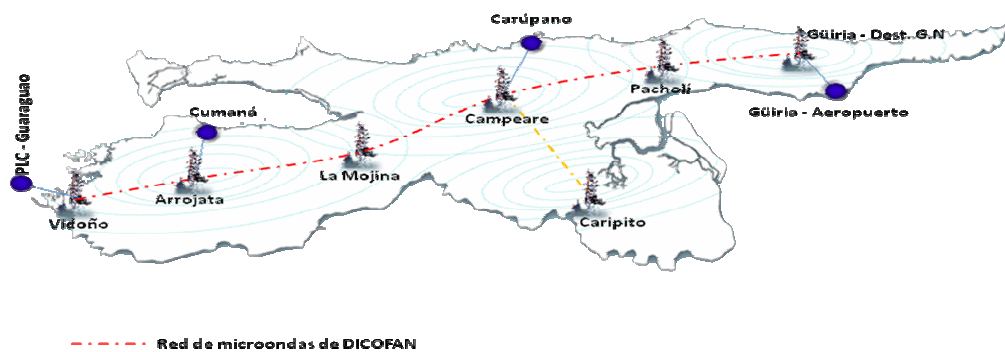 Carúpano
Güiria - Dest. G.N
Pacholí
Güiria - Aeropuerto
PLC - Guaraguao
Cumaná
Campeare
La Mojina
Arrojata
Vidoño
Caripito
Red de microondas de DICOFAN